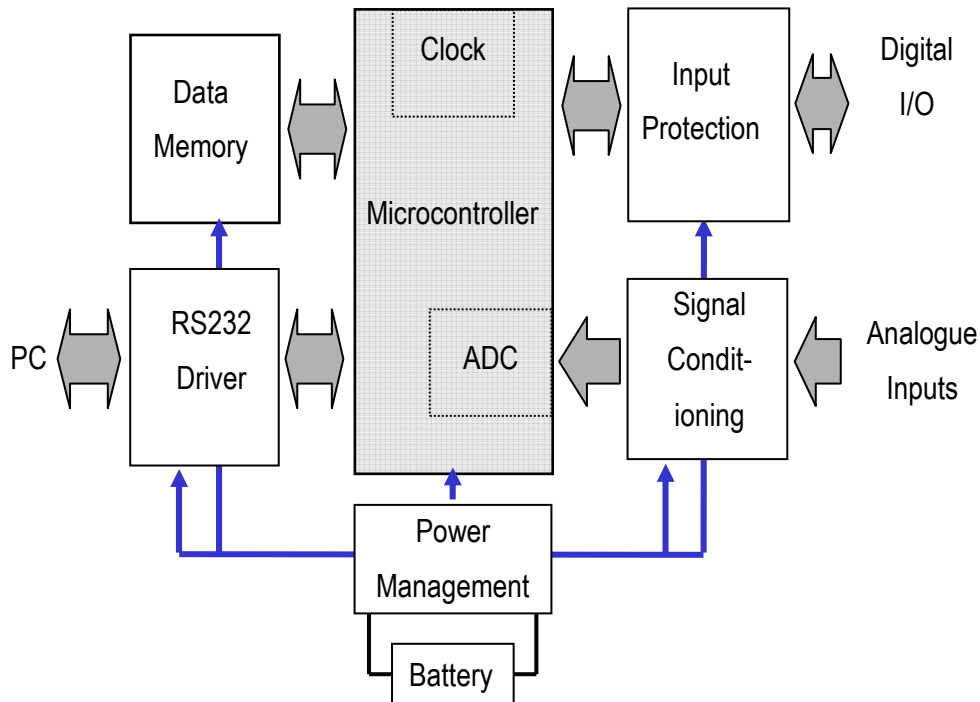 Clock
Data
Memory
Input
Protection
Digital
I/O
Microcontroller
PC
RS232
Driver
ADC
Signal
Condit-
ioning
Analogue
Inputs
Power
Management
Battery